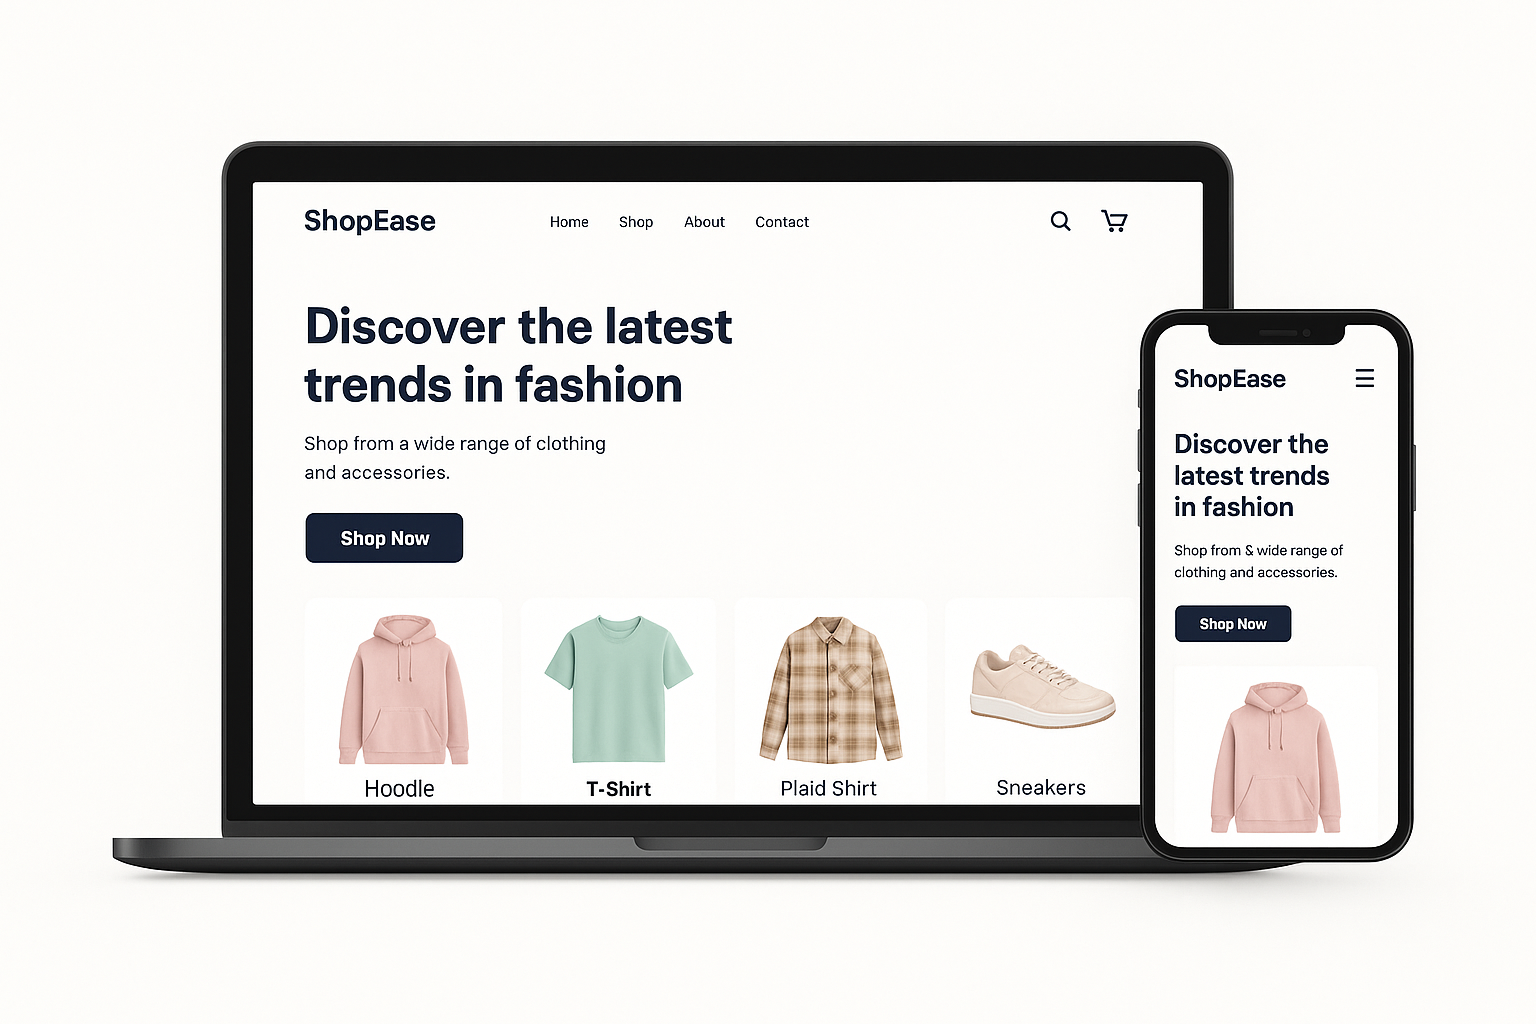 ShopEase
Home Shop About Contact
Discover the latest
trends in fashion
Shop from a wide range of clothing
and accessories.
Shop Now
Hoodle
T-Shirt
Plaid Shirt
Sneakers
ShopEase
Discover the
latest trends
in fashion
Shop from & wide range of
clothing and accessories.
Shop Now